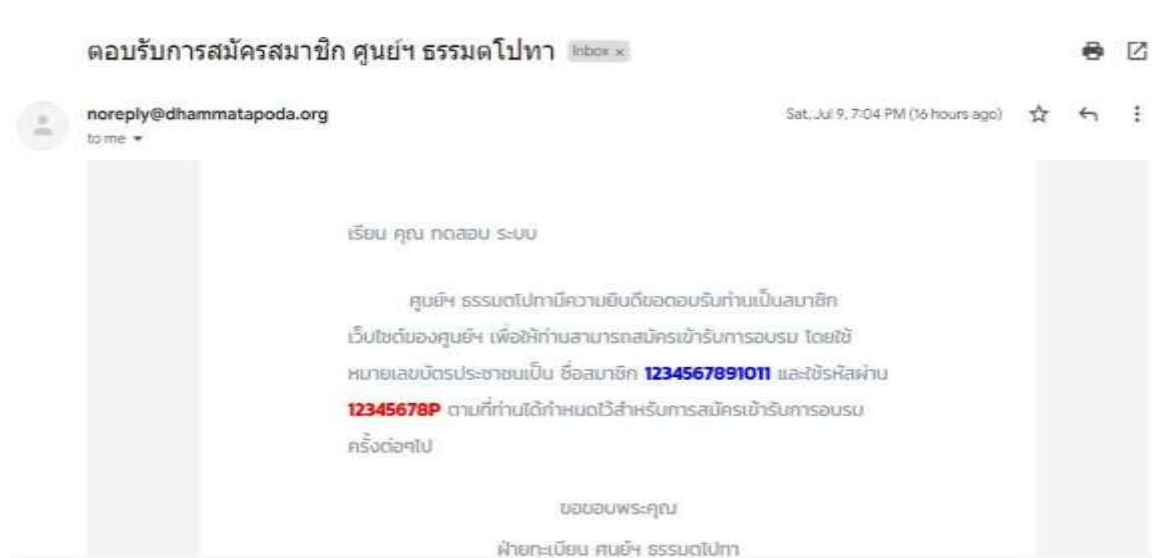 ตอบรับการสมัครสมาชิก ศูนย์ฯ ธรรมตโปทา Inbox x
noreply@dhammatapoda.org Sat, Jul 9, 7:04 PM (16 hours ago)
to me
เรียน คุณ ทดสอบ ระบบ
ศูนย์ฯ ธรรมตโปทามีความยินดีขอตอบรับท่านเป็นสมาชิก
เว็บไซต์ของศูนย์ฯ เพื่อให้ท่านสามารถสมัครเข้ารับการอบรม โดยใช้
หมายเลขบัตรประชาชนเป็น ชื่อสมาชิก 1234567891011 และใช้รหัสผ่าน
12345678P ตามที่ท่านได้กำหนดไว้สำหรับการสมัครเข้ารับการอบรม
ครั้งต่อๆไป
ขอขอบพระคุณ
ฝ่ายทะเบียน ศูนย์ฯ ธรรมตโปทา